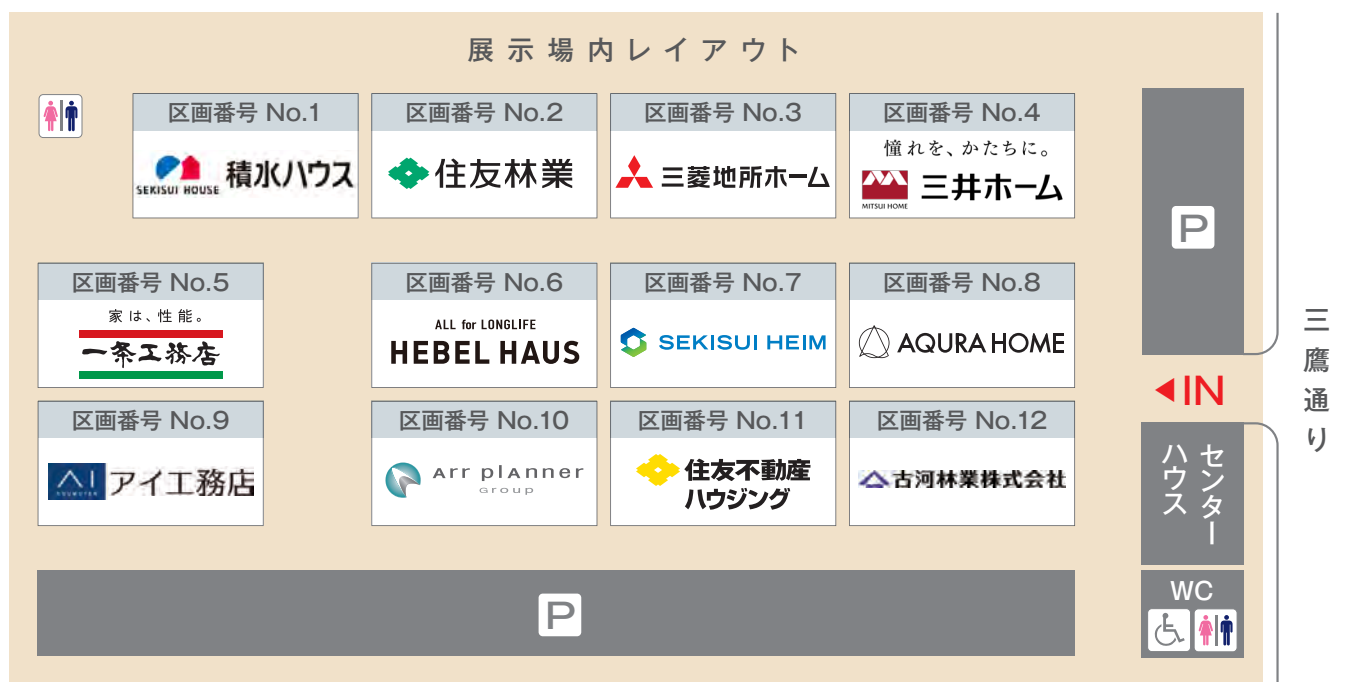 展示場内レイアウト
区画番号 No.1
SEKISUI HOUSE 積水ハウス
区画番号 No.2
住友林業
区画番号 No.3
三菱地所ホーム
区画番号 No.4
憧れを、かたちに。
MITSUI HOME 三井ホーム
P
区画番号 No.5
家は、性能。
一条工務店
区画番号 No.6
ALL for LONGLIFE
HEBEL HAUS
区画番号 No.7
SEKISUI HEIM
区画番号 No.8
AQURA HOME
三鷹通り
IN
区画番号 No.9
アイ工務店
区画番号 No.10
Arr plAnner
GROUP
区画番号 No.11
住友不動産
ハウジング
区画番号 No.12
古河林業株式会社
センター
ハウス
P
WC